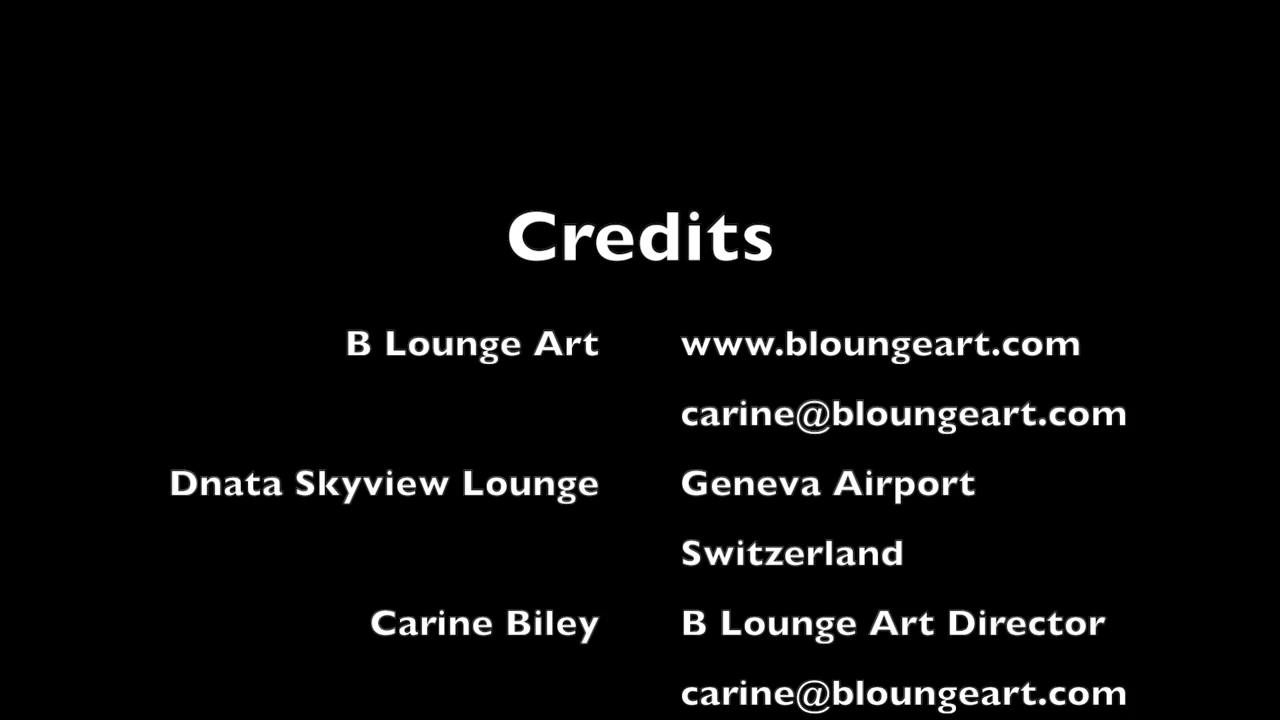 Credits
B Lounge Art www.bloungeart.com
carine@bloungeart.com
Dnata Skyview Lounge Geneva Airport
Switzerland
Carine Biley B Lounge Art Director
carine@bloungeart.com